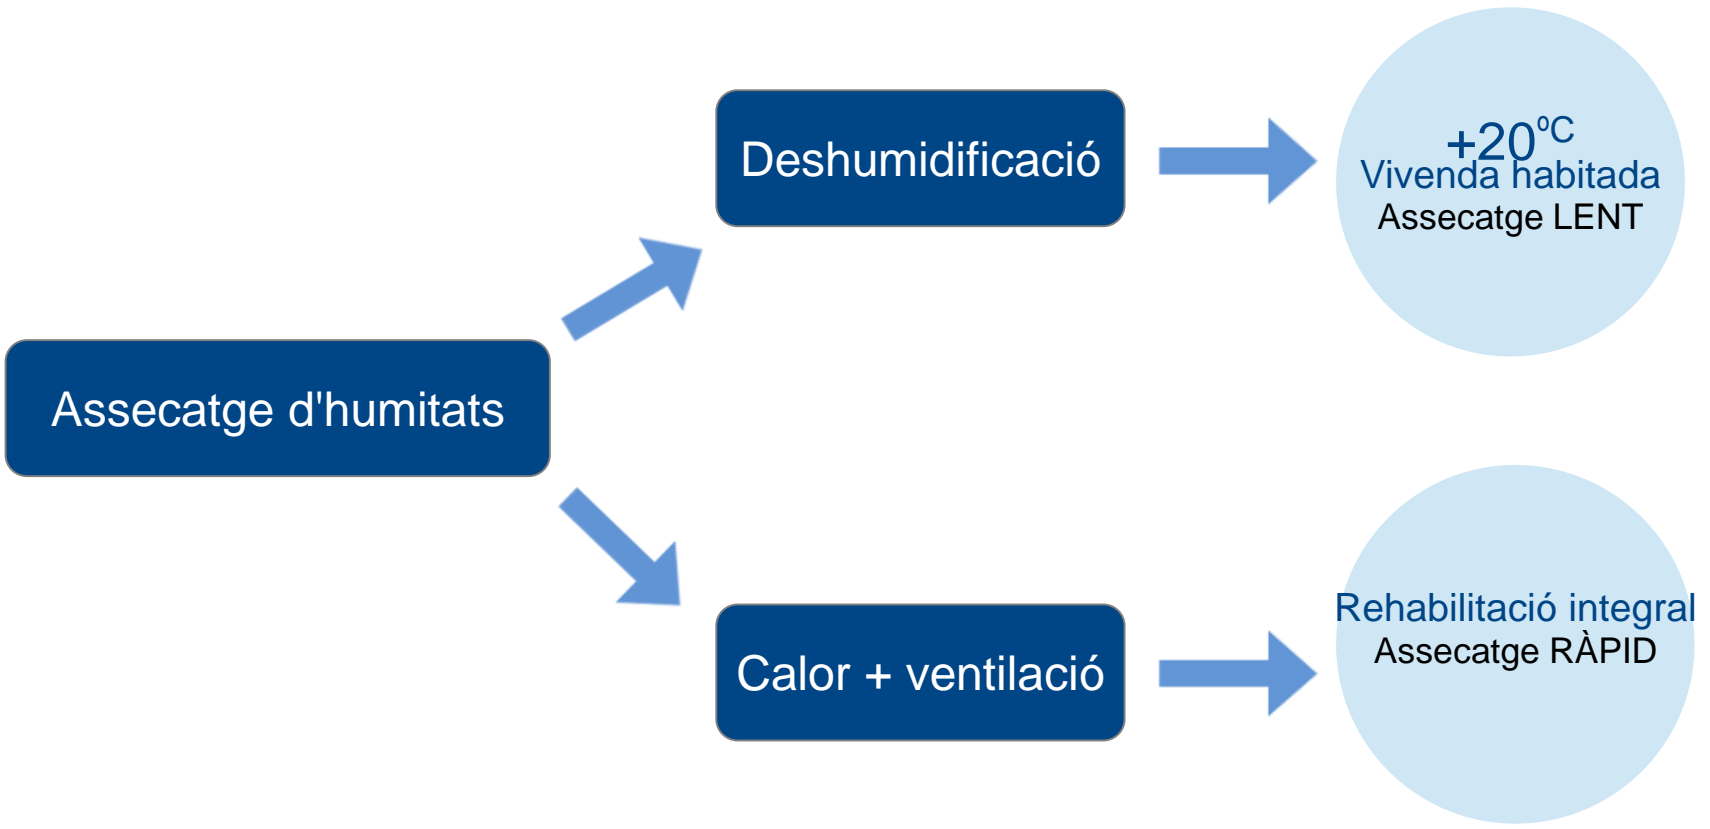 Assecatge d'humitats
Deshumidificació
+20ºC
Vivenda habitada
Assecatge LENT
Calor + ventilació
Rehabilitació integral
Assecatge RÀPID